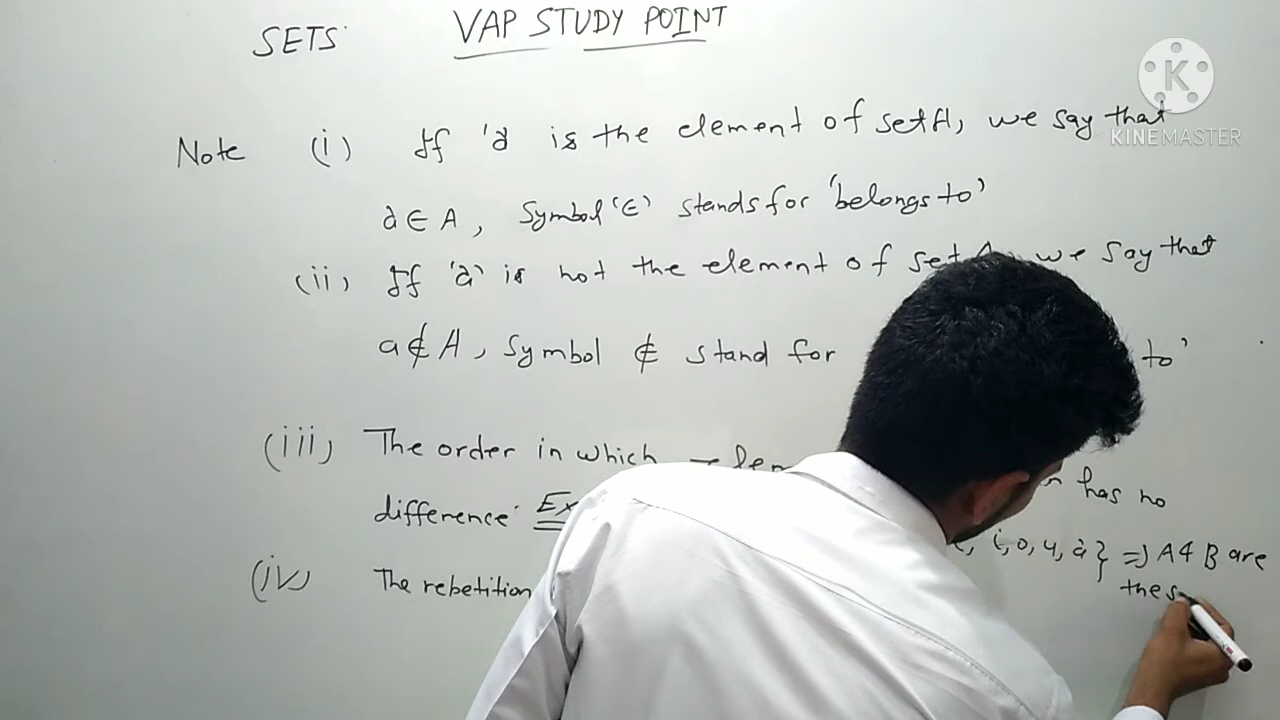 SETS VAP STUDY POINT
K
KINEMASTER
Note (i) If 'a is the element of set A, we say that
a ∈ A, Symbol '∈' stands for 'belongs to'
(ii) If 'a' is not the element of set A, we say that
a ∉ A, Symbol ∉ stand for to'
(iii) The order in which has no
difference. Ex
i, o, u, a} => A & B are
the s
(iv) The rebetition